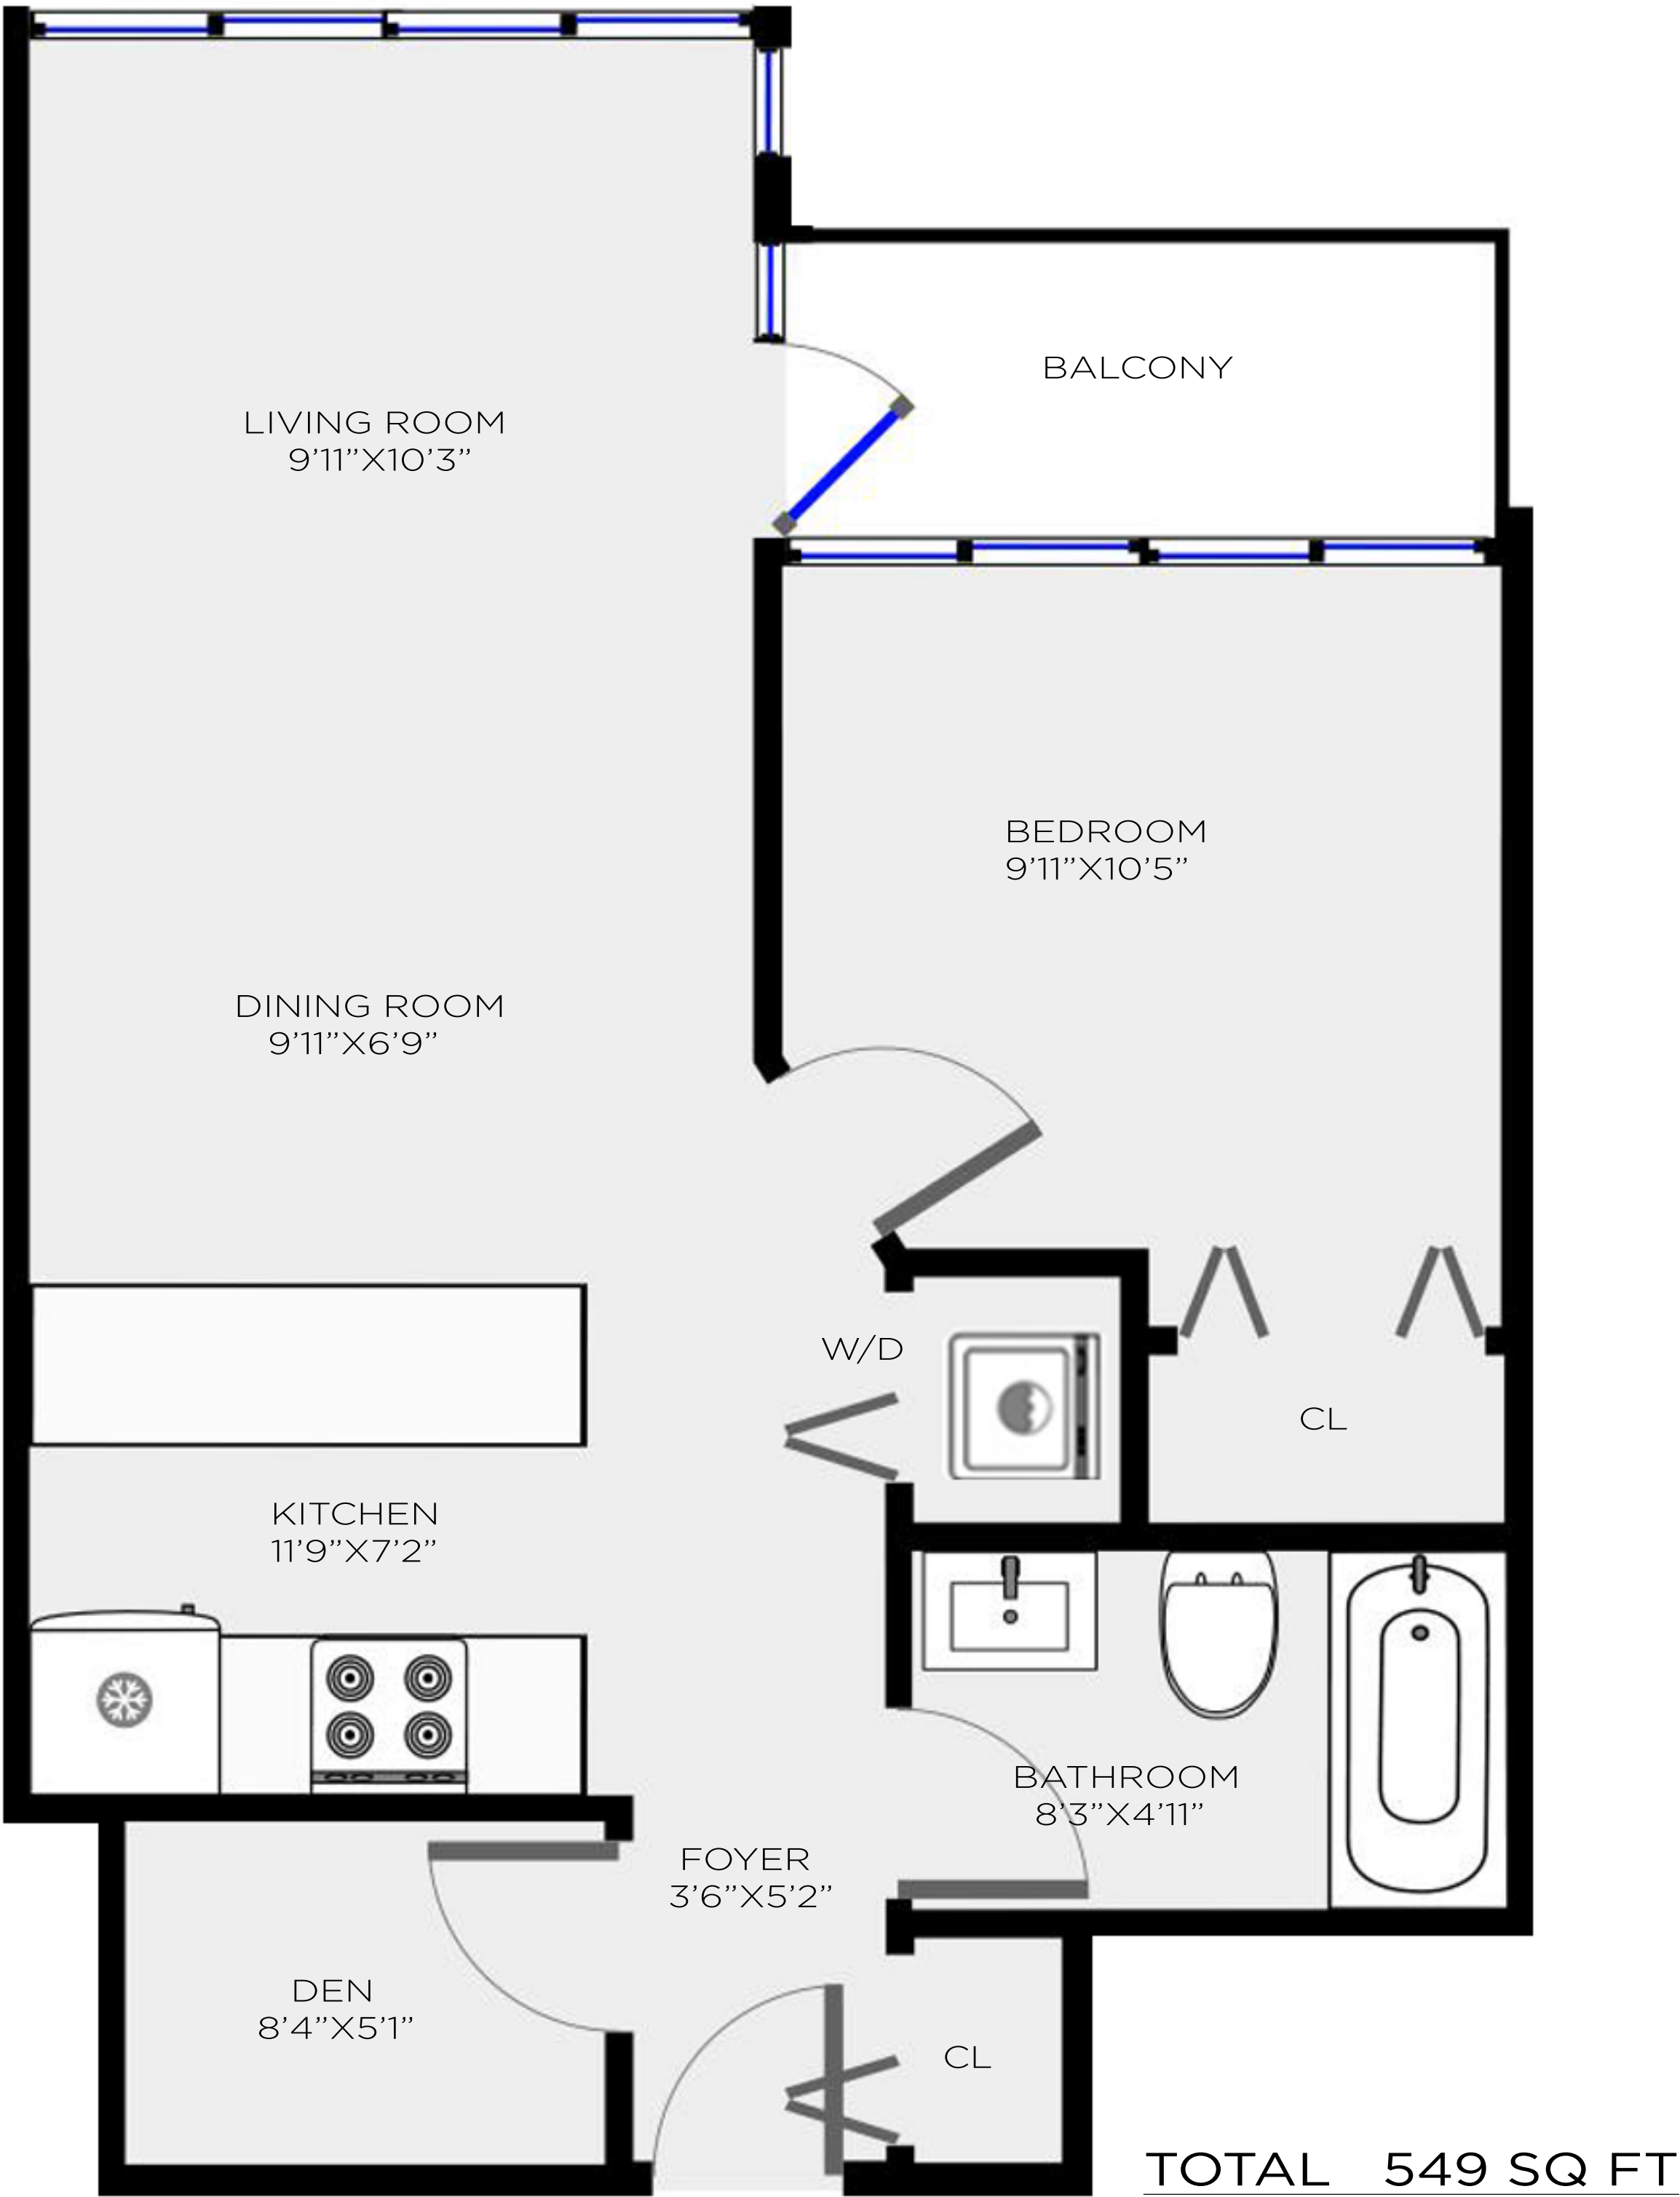 BALCONY
LIVING ROOM
9’11”X10’3”
BEDROOM
9’11”X10’5”
DINING ROOM
9’11”X6’9”
W/D
CL
KITCHEN
11’9”X7’2”
BATHROOM
8’3”X4’11”
FOYER
3’6”X5’2”
DEN
8’4”X5’1”
CL
TOTAL 549 SQ FT